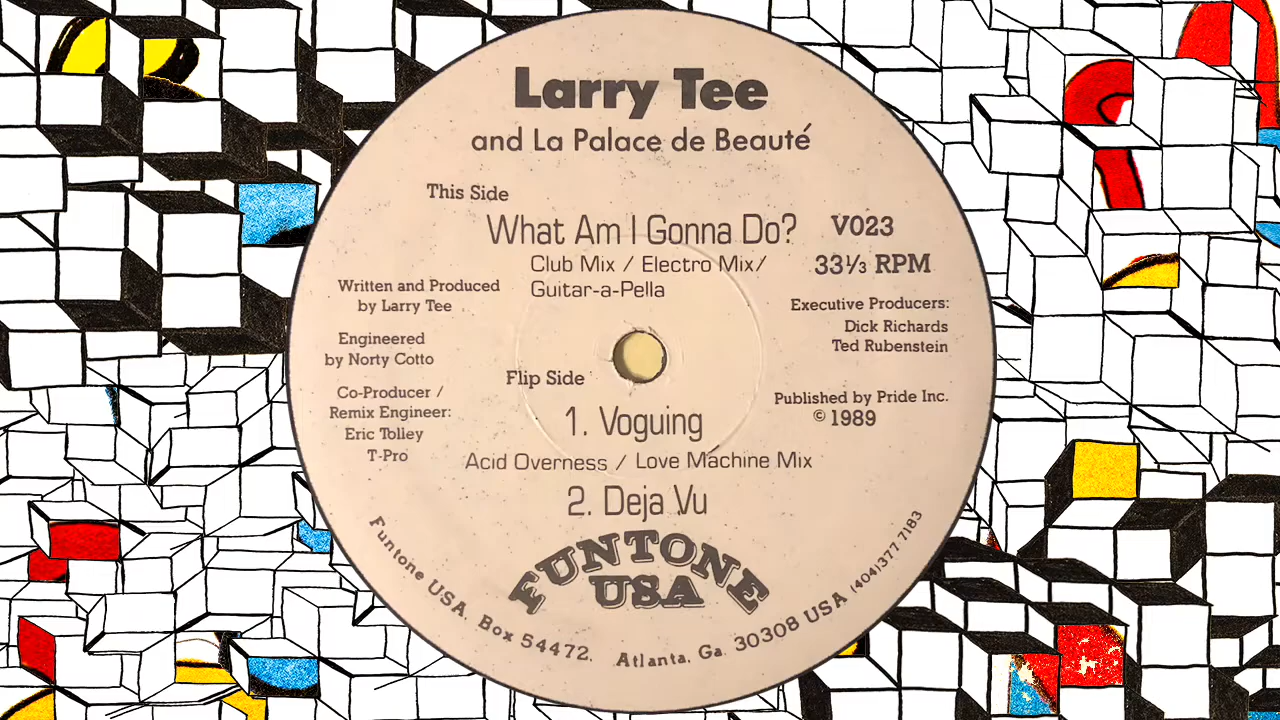 Larry Tee
and La Palace de Beauté
This Side
What Am I Gonna Do?
V023
Club Mix / Electro Mix/
Guitar-a-Pella
33⅓ RPM
Written and Produced
by Larry Tee
Engineered
by Norty Cotto
Co-Producer /
Remix Engineer:
Eric Tolley
T-Pro
Executive Producers:
Dick Richards
Ted Rubenstein
Published by Pride Inc.
© 1989
Flip Side
1. Voguing
Acid Overness / Love Machine Mix
2. Deja Vu
FUNTONE
USA
Funtone USA, Box 54472, Atlanta, Ga. 30308 USA (404)377 7183